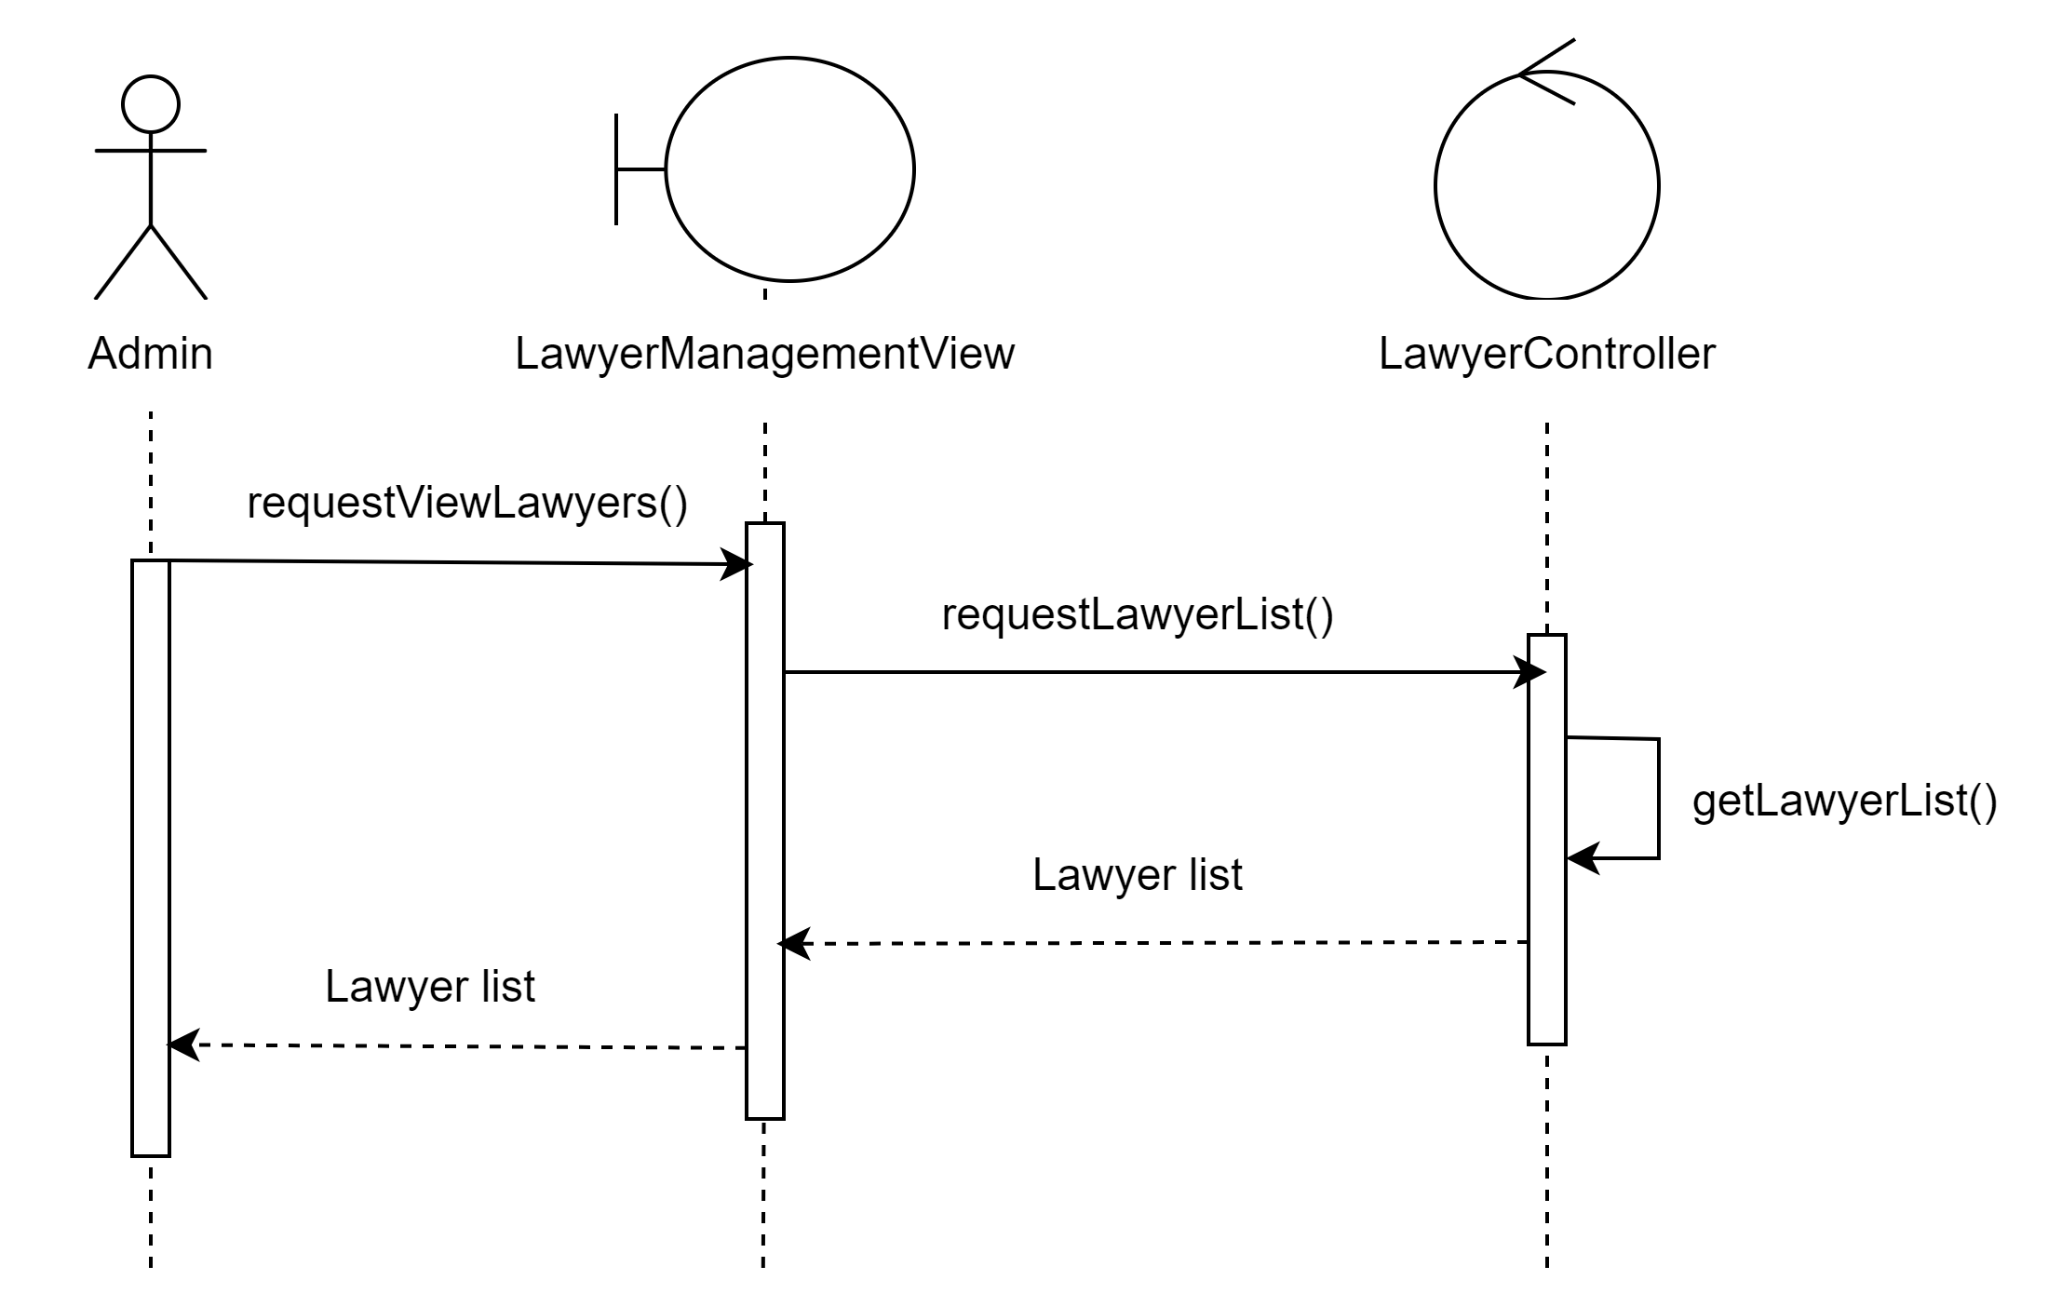 Admin
LawyerManagementView
LawyerController
requestViewLawyers()
requestLawyerList()
getLawyerList()
Lawyer list
Lawyer list